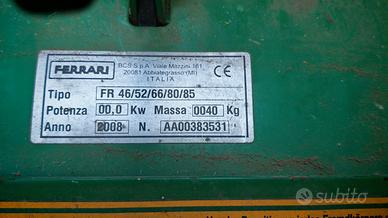 FERRARI
BCS S.p.A. Viale Mazzini 161
20081 Abbiategrasso (MI)
ITALIA
CE
Tipo FR 46/52/66/80/85
Potenza 00,0 Kw Massa 0040 Kg
Anno 2008 N. AA00383531
subito